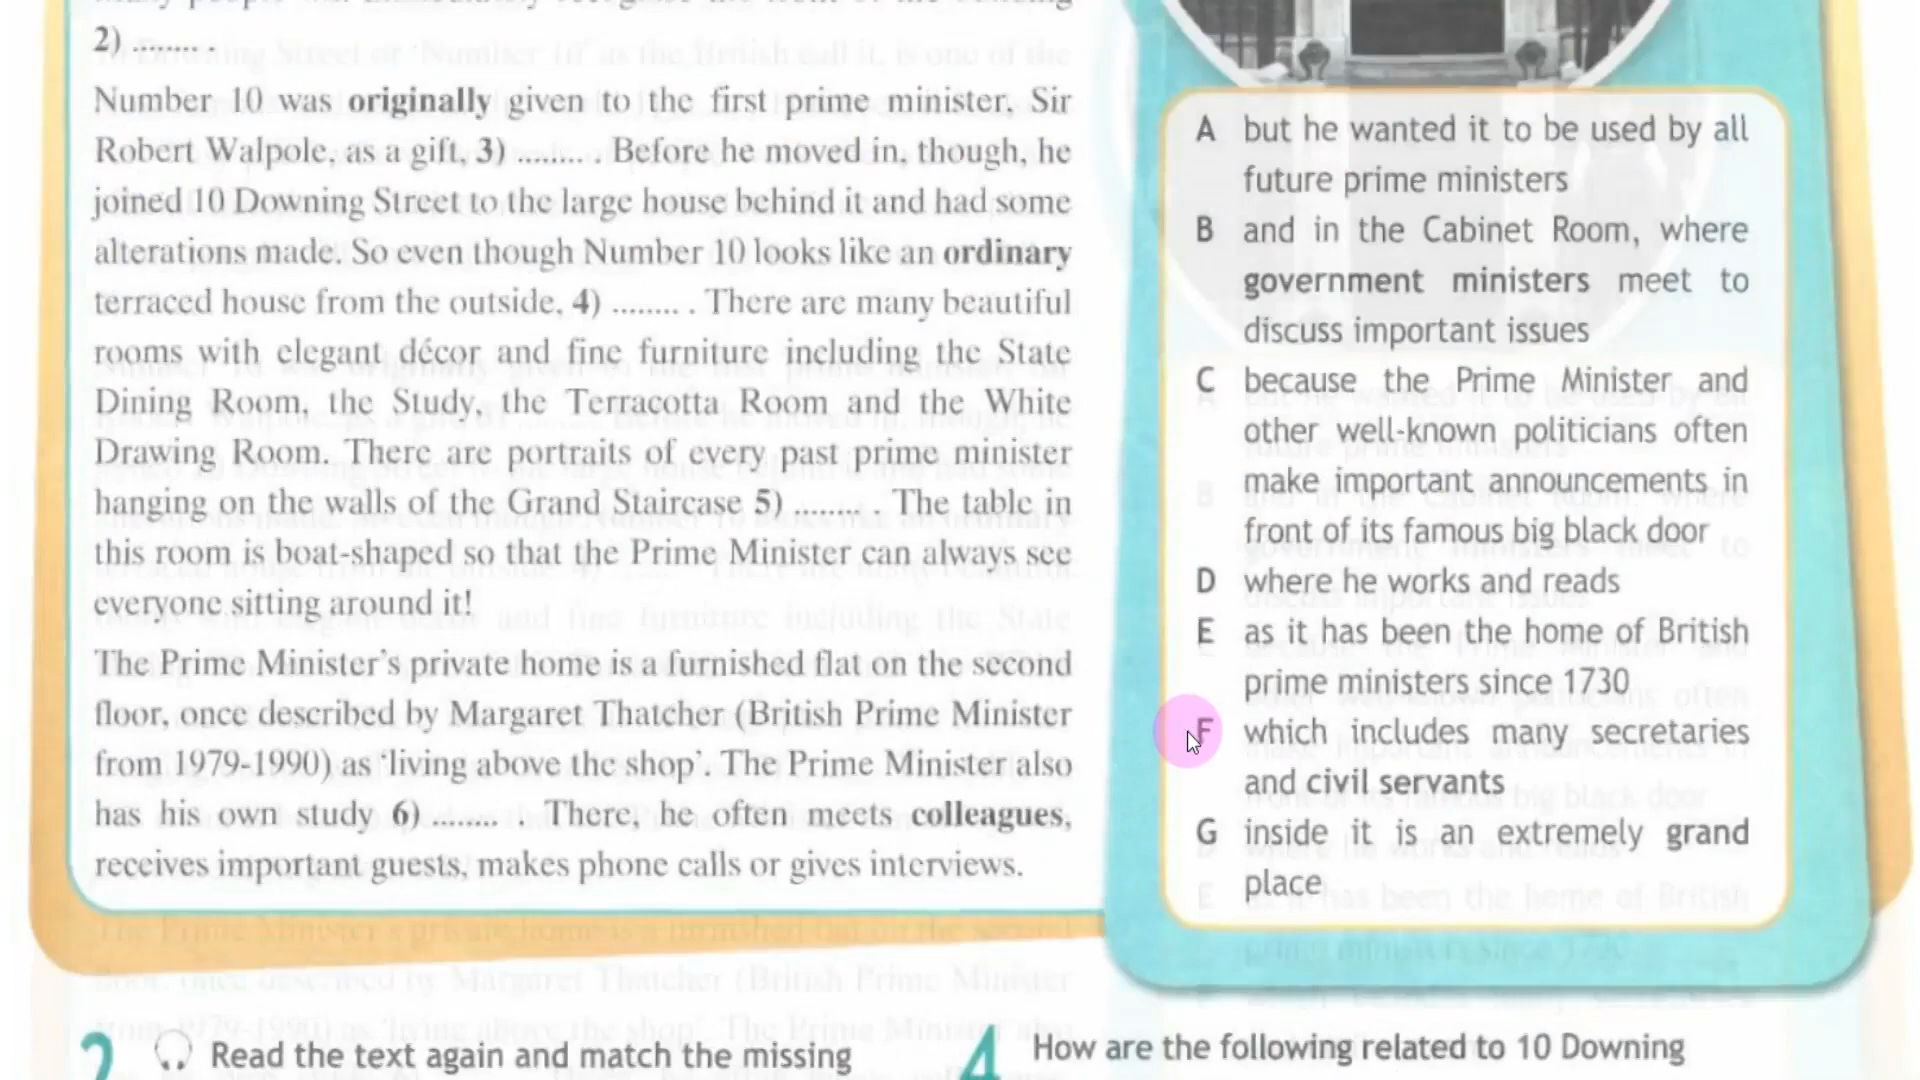 2) ........ .
Number 10 was originally given to the first prime minister, Sir
Robert Walpole, as a gift, 3) ......... . Before he moved in, though, he
joined 10 Downing Street to the large house behind it and had some
alterations made. So even though Number 10 looks like an ordinary
terraced house from the outside, 4) ........ . There are many beautiful
rooms with elegant décor and fine furniture including the State
Dining Room, the Study, the Terracotta Room and the White
Drawing Room. There are portraits of every past prime minister
hanging on the walls of the Grand Staircase 5) ........ . The table in
this room is boat-shaped so that the Prime Minister can always see
everyone sitting around it!
The Prime Minister's private home is a furnished flat on the second
floor, once described by Margaret Thatcher (British Prime Minister
from 1979-1990) as 'living above the shop'. The Prime Minister also
has his own study 6) ........ . There, he often meets colleagues,
receives important guests, makes phone calls or gives interviews.
A but he wanted it to be used by all
future prime ministers
B and in the Cabinet Room, where
government ministers meet to
discuss important issues
C because the Prime Minister and
other well-known politicians often
make important announcements in
front of its famous big black door
D where he works and reads
E as it has been the home of British
prime ministers since 1730
F which includes many secretaries
and civil servants
G inside it is an extremely grand
place
2 Read the text again and match the missing
4 How are the following related to 10 Downing